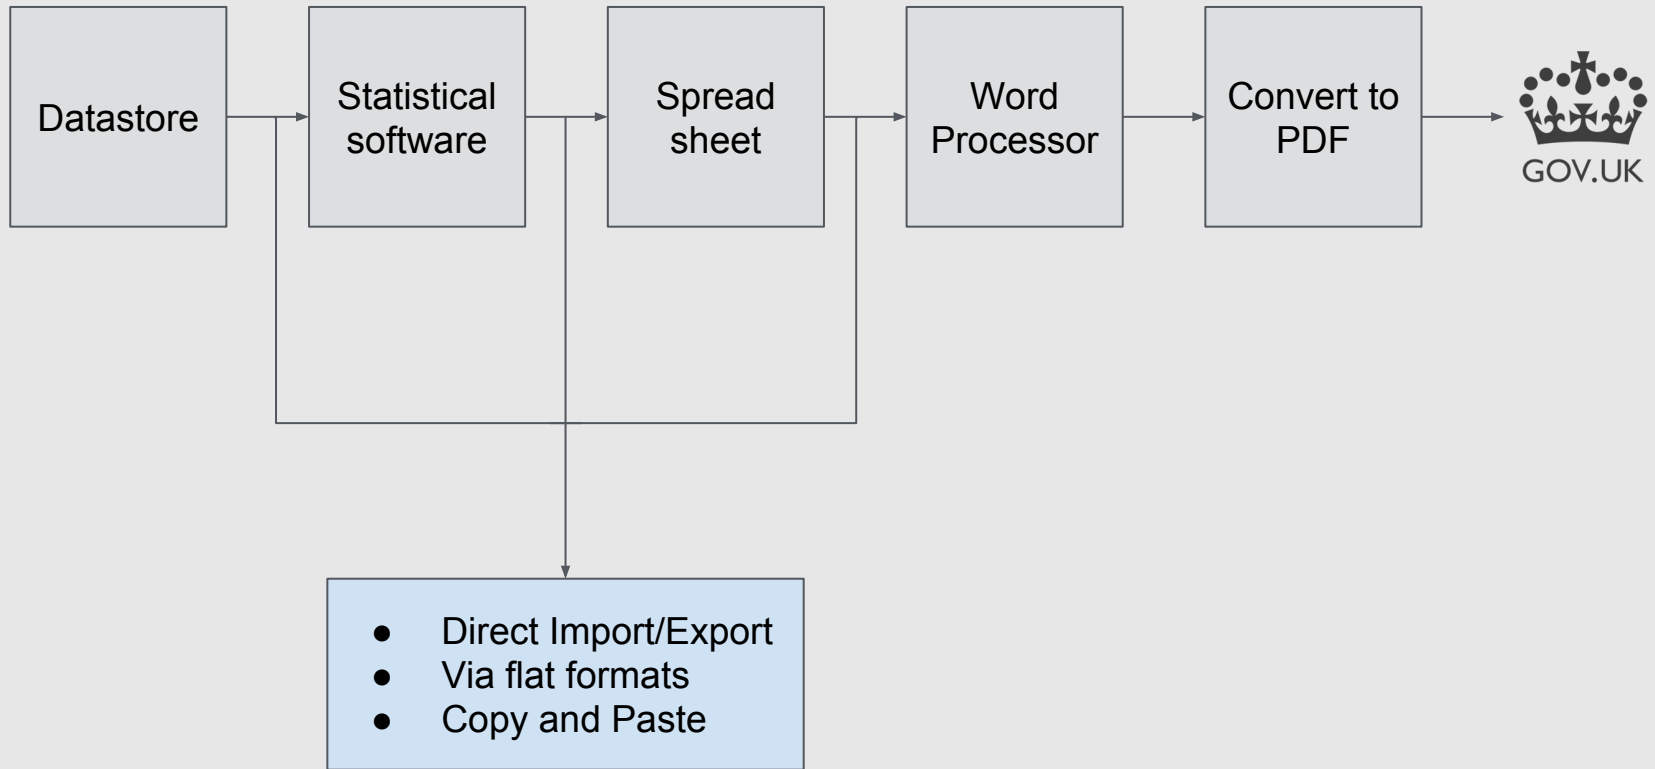 Datastore
Statistical
software
Spread
sheet
Word
Processor
Convert to
PDF
GOV.UK
● Direct Import/Export
● Via flat formats
● Copy and Paste